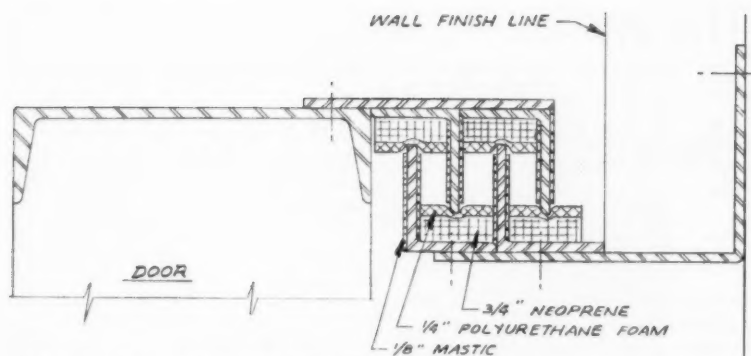 WALL FINISH LINE
DOOR
3/4" NEOPRENE
1/4" POLYURETHANE FOAM
1/8" MASTIC